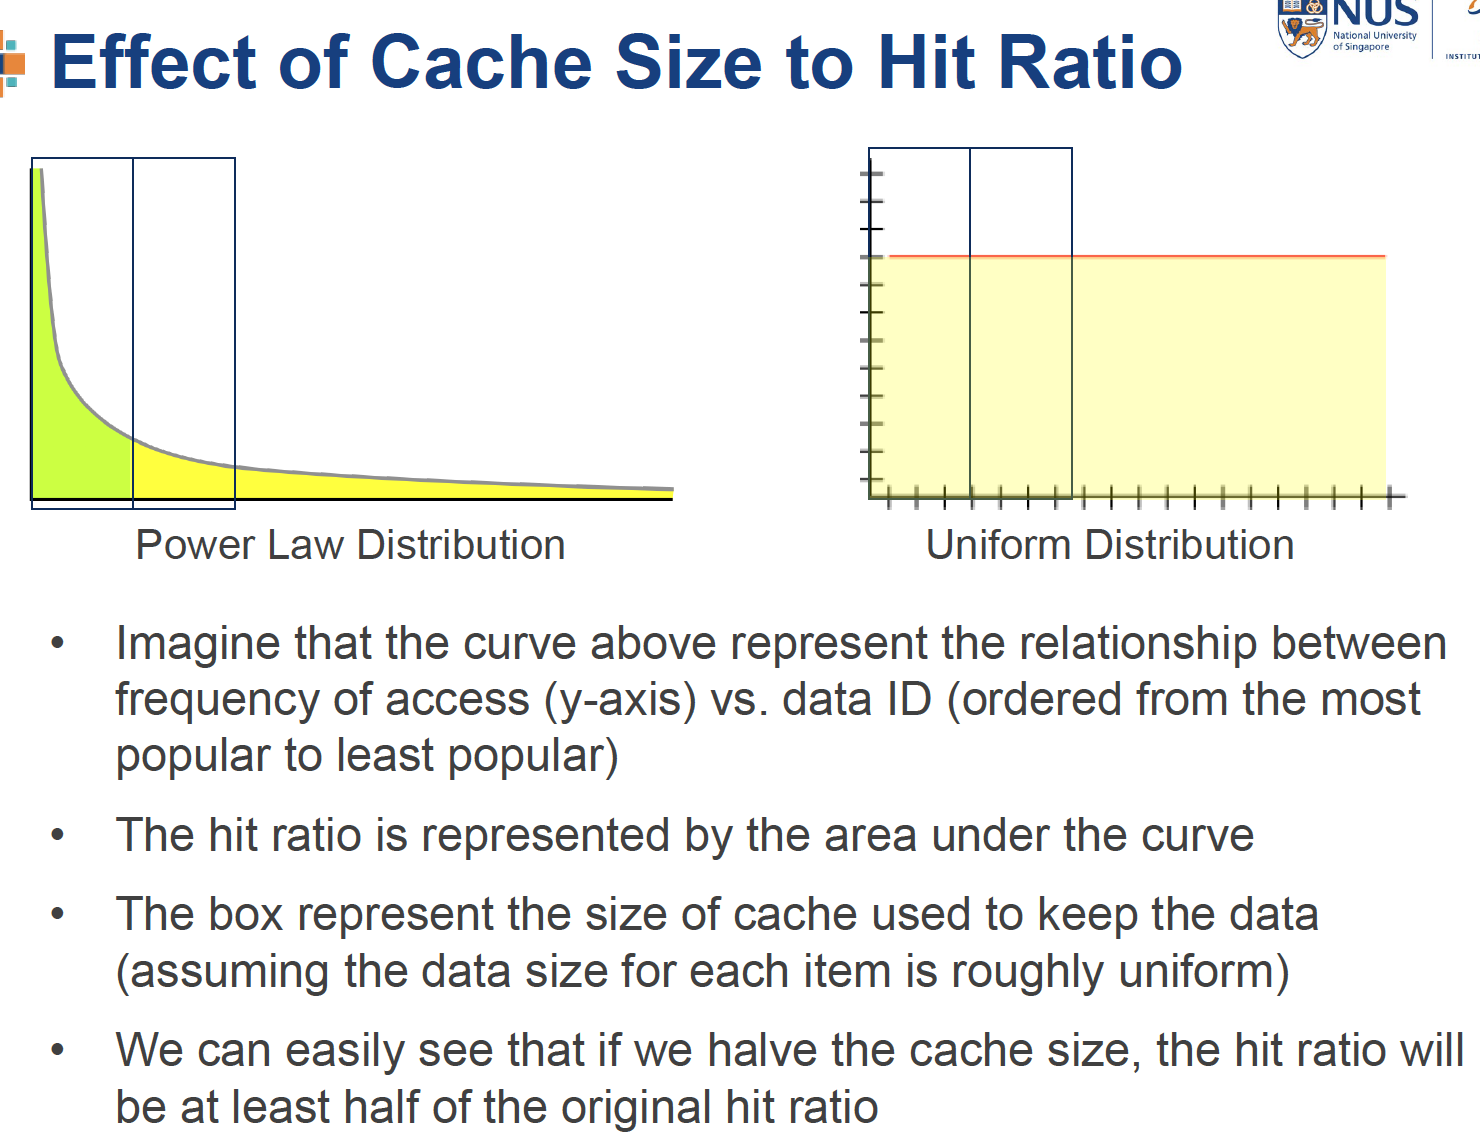 Effect of Cache Size to Hit Ratio
NUS
National University
of Singapore
INSTITUT
Power Law Distribution
Uniform Distribution
• Imagine that the curve above represent the relationship between
frequency of access (y-axis) vs. data ID (ordered from the most
popular to least popular)
• The hit ratio is represented by the area under the curve
• The box represent the size of cache used to keep the data
(assuming the data size for each item is roughly uniform)
• We can easily see that if we halve the cache size, the hit ratio will
be at least half of the original hit ratio